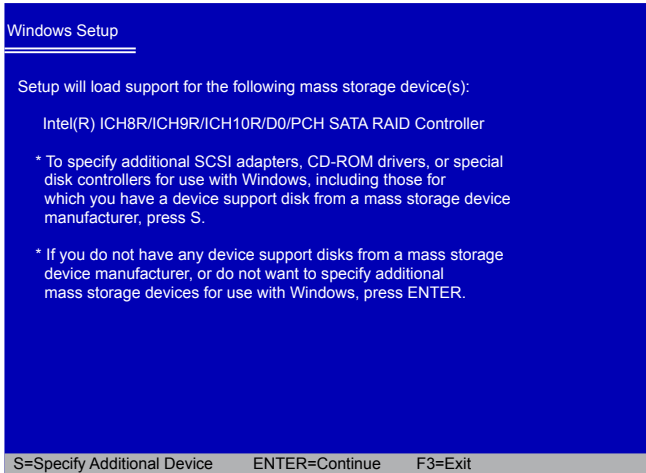 Windows Setup
Setup will load support for the following mass storage device(s):
Intel(R) ICH8R/ICH9R/ICH10R/D0/PCH SATA RAID Controller
* To specify additional SCSI adapters, CD-ROM drivers, or special
disk controllers for use with Windows, including those for
which you have a device support disk from a mass storage device
manufacturer, press S.
* If you do not have any device support disks from a mass storage
device manufacturer, or do not want to specify additional
mass storage devices for use with Windows, press ENTER.
S=Specify Additional Device ENTER=Continue F3=Exit